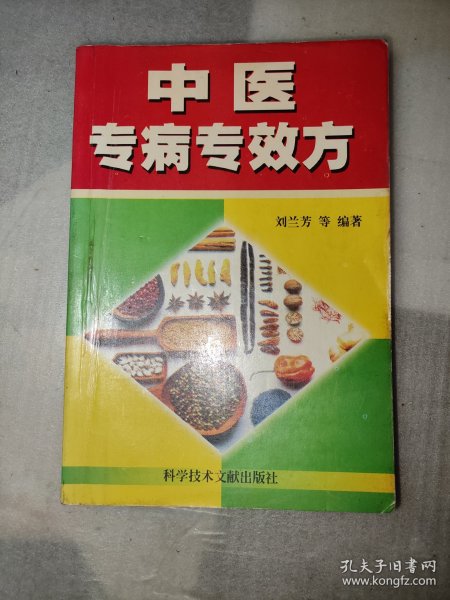 中医
专病专效方
刘兰芳 等 编著
科学技术文献出版社
孔夫子旧书网
www.kongfz.com